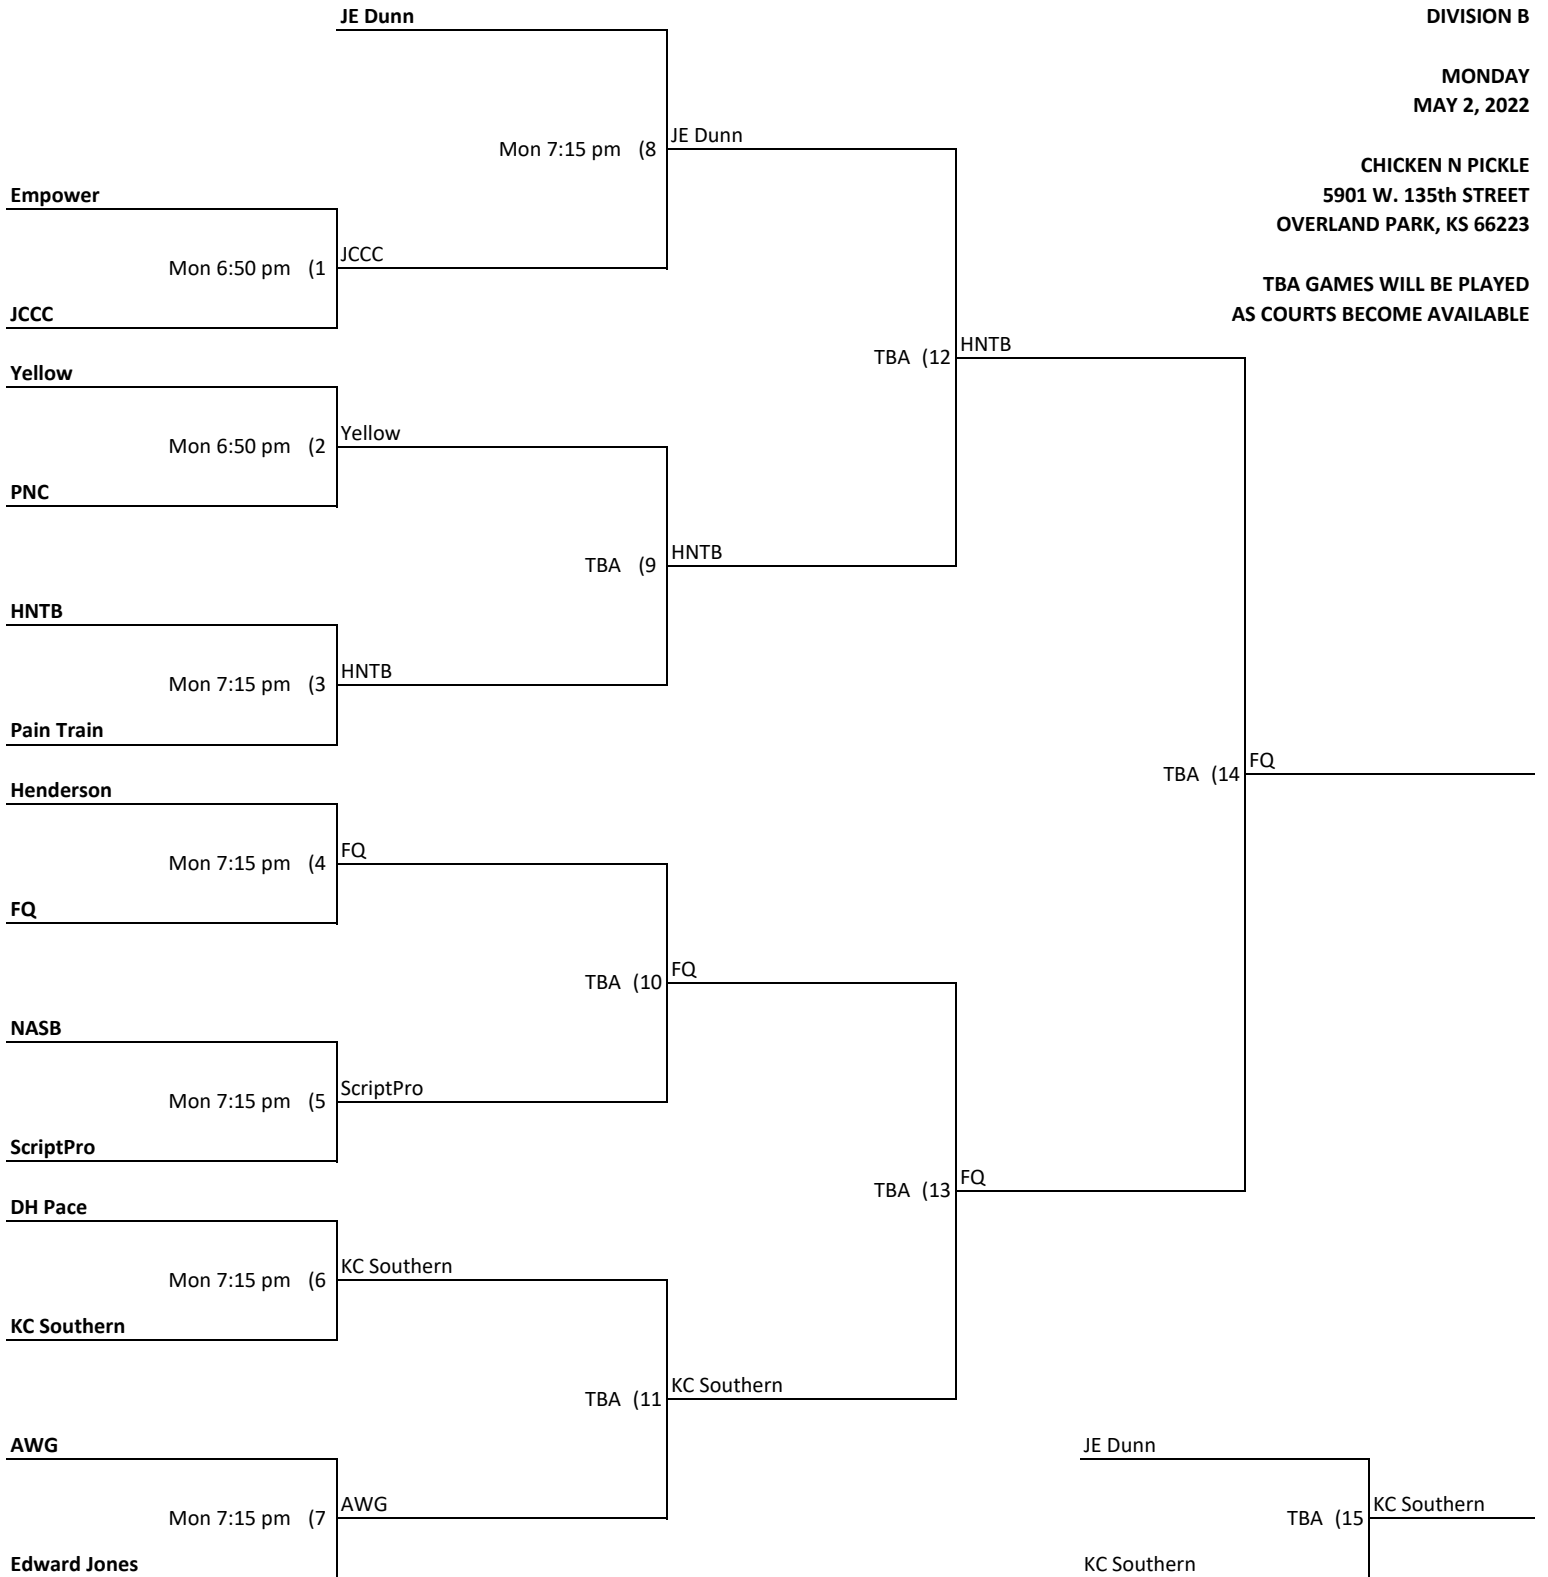 JE Dunn
DIVISION B
MONDAY
MAY 2, 2022
JE Dunn
Mon 7:15 pm (8
CHICKEN N PICKLE
Empower
5901 W. 135th STREET
OVERLAND PARK, KS 66223
JCCC
Mon 6:50 pm (1
TBA GAMES WILL BE PLAYED
JCCC
AS COURTS BECOME AVAILABLE
HNTB
TBA (12
Yellow
Yellow
Mon 6:50 pm (2
PNC
HNTB
TBA (9
HNTB
HNTB
Mon 7:15 pm (3
Pain Train
FQ
TBA (14
Henderson
FQ
Mon 7:15 pm (4
FQ
FQ
TBA (10
NASB
ScriptPro
Mon 7:15 pm (5
ScriptPro
FQ
TBA (13
DH Pace
KC Southern
Mon 7:15 pm (6
KC Southern
KC Southern
TBA (11
AWG
JE Dunn
AWG
Mon 7:15 pm (7
KC Southern
TBA (15
Edward Jones
KC Southern